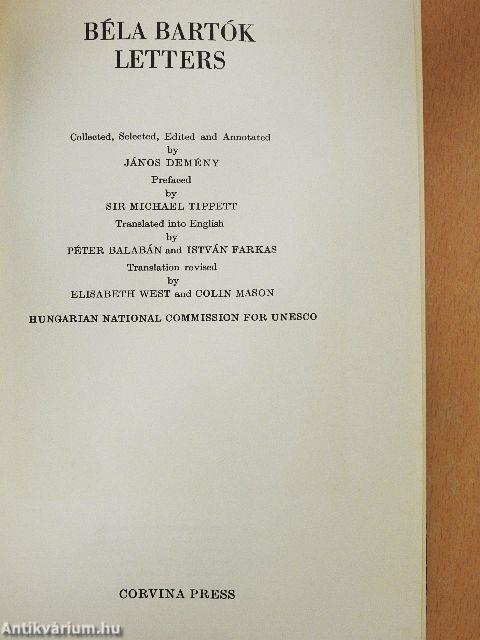 BÉLA BARTÓK
LETTERS
Collected, Selected, Edited and Annotated
by
JÁNOS DEMÉNY
Prefaced
by
SIR MICHAEL TIPPETT
Translated into English
by
PÉTER BALABÁN and ISTVÁN FARKAS
Translation revised
by
ELISABETH WEST and COLIN MASON
HUNGARIAN NATIONAL COMMISSION FOR UNESCO
CORVINA PRESS
Antikvárium.hu